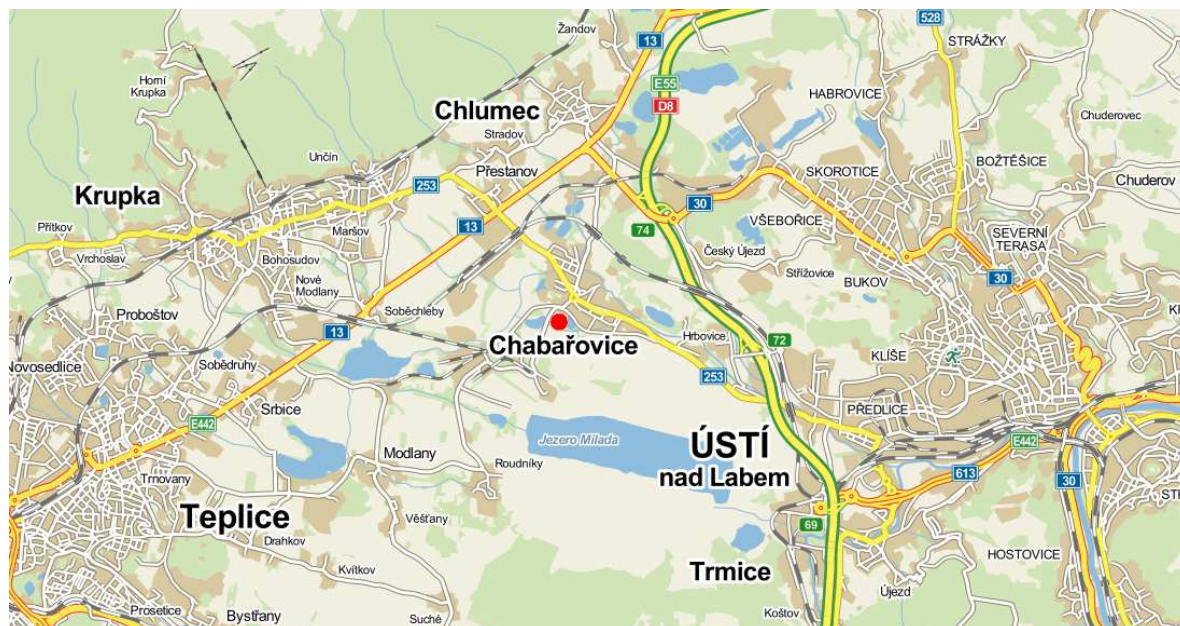 528
Žandov
13
STRÁŽKY
Horní
Krupka
E55
D8
HABROVICE
Chlumec
Chuderovec
Stradov
Unčín
Přestanov
BOŽTĚŠICE
SKOROTICE
Chuderov
253
Krupka
30
VŠEBOŘICE
Přítkov
13
74
SEVERNÍ
TERASA
Maršov
Vrchoslav
Bohosudov
Český Újezd
Střížovice
BUKOV
30
Nové
Modlany
Soběchleby
Proboštov
13
Hrbovice
72
Chabařovice
KLÍŠE
Novosedlice
Sobědruhy
253
Srbice
PŘEDLICE
E442
Jezero Milada
ÚSTÍ
nad Labem
E442
Modlany
Roudníky
613
30
Trnovany
Teplice
Věšťany
69
Drahkov
HOSTOVICE
Kvítkov
Trmice
Újezd
Prosetice
Bystřany
Suché
Koštov